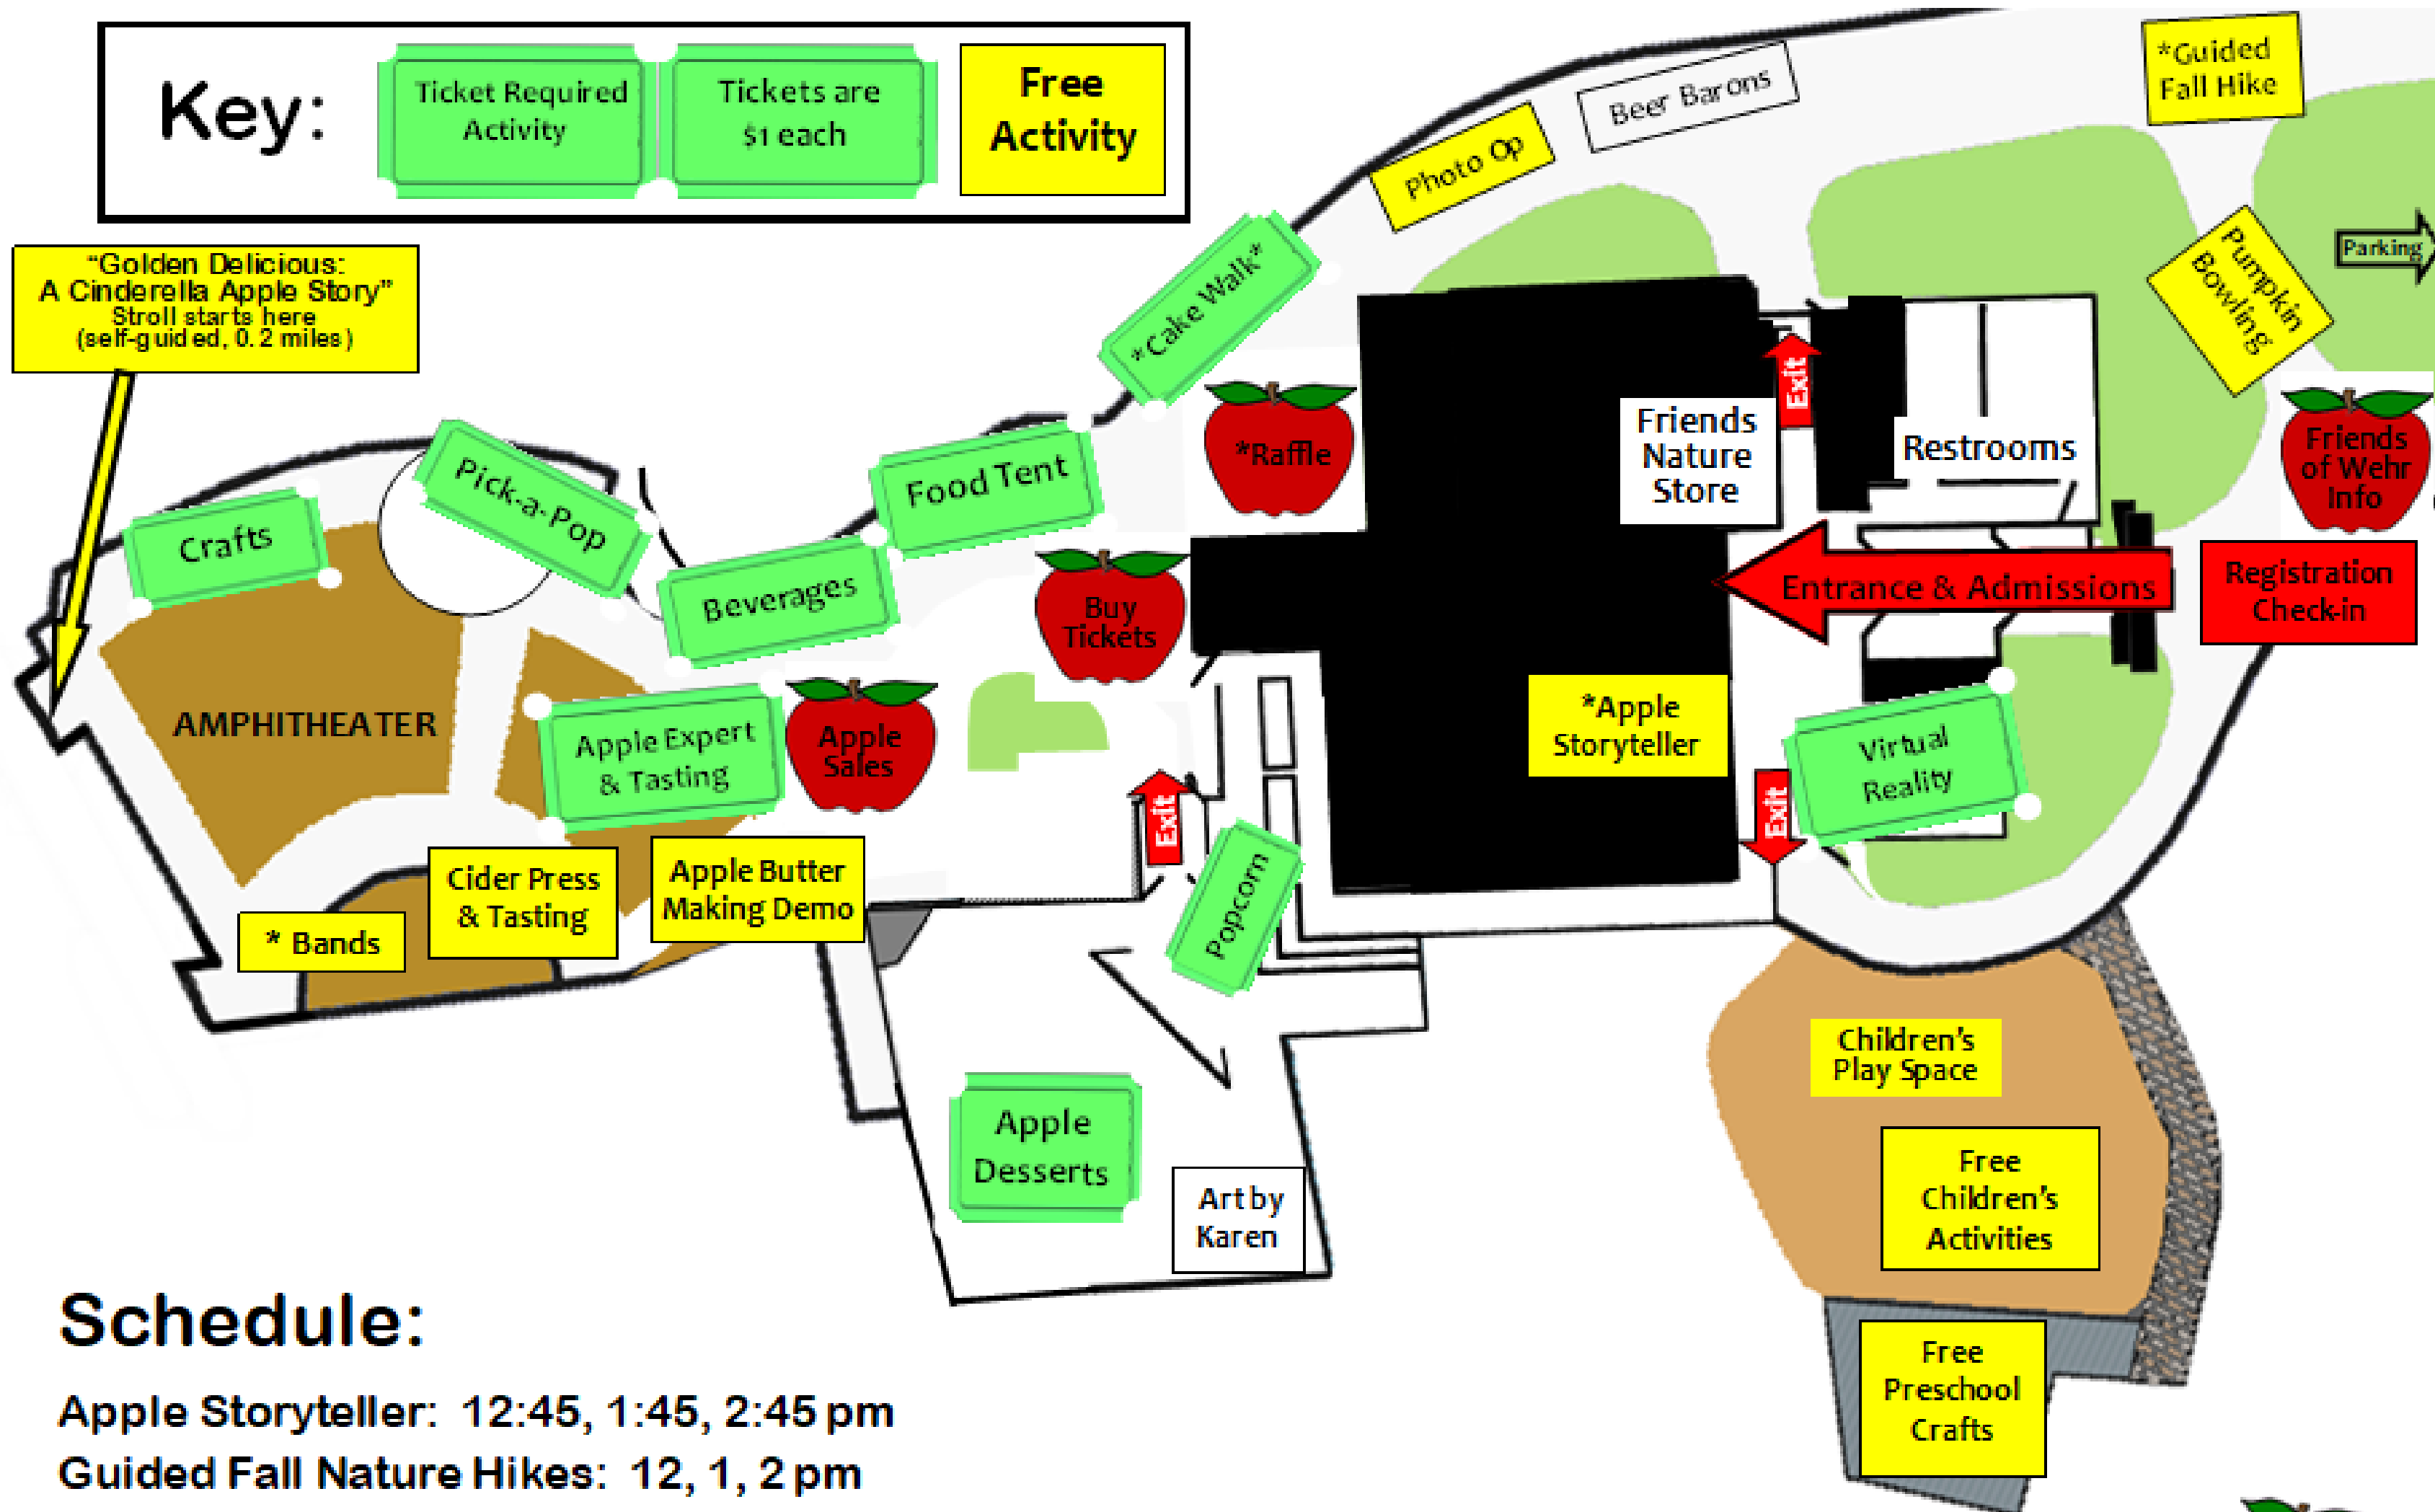 Key:
Ticket Required
Activity
Tickets are
$1 each
Free
Activity
*Guided
Fall Hike
Beer Barons
Photo Op
Pumpkin
Bowling
Parking
"Golden Delicious:
A Cinderella Apple Story"
Stroll starts here
(self-guided, 0.2 miles)
*Cake Walk*
*Raffle
Friends
Nature
Store
Exit
Restrooms
Friends
of Wehr
Info
Crafts
Pick-a-Pop
Food Tent
Beverages
Buy
Tickets
Entrance & Admissions
Registration
Check-in
AMPHITHEATER
Apple Expert
& Tasting
Apple
Sales
*Apple
Storyteller
Virtual
Reality
Exit
Exit
Popcorn
Cider Press
& Tasting
Apple Butter
Making Demo
* Bands
Children's
Play Space
Apple
Desserts
Art by
Karen
Free
Children's
Activities
Free
Preschool
Crafts
Schedule:
Apple Storyteller: 12:45, 1:45, 2:45 pm
Guided Fall Nature Hikes: 12, 1, 2 pm